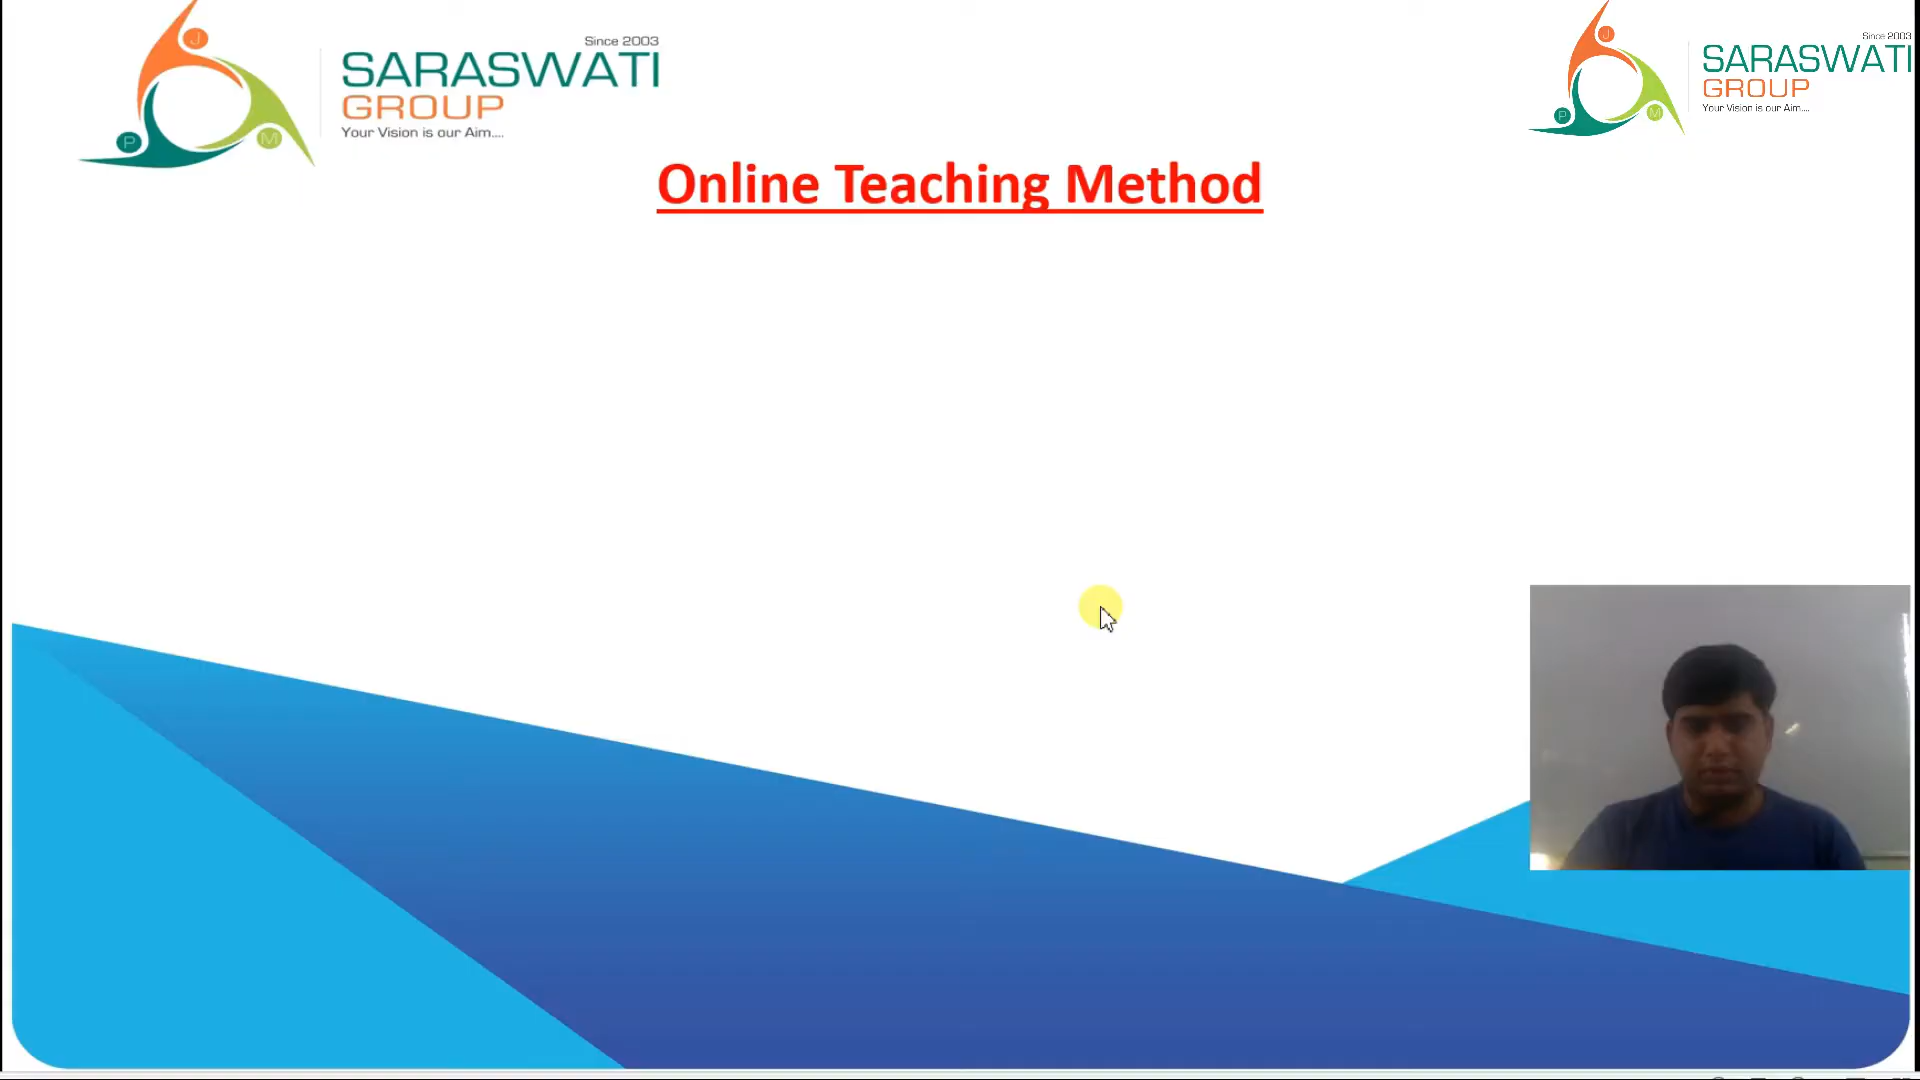 Since 2003
SARASWATI
GROUP
Your Vision is our Aim....
J
P
M
Since 2003
SARASWATI
GROUP
Your Vision is our Aim....
J
P
M
Online Teaching Method